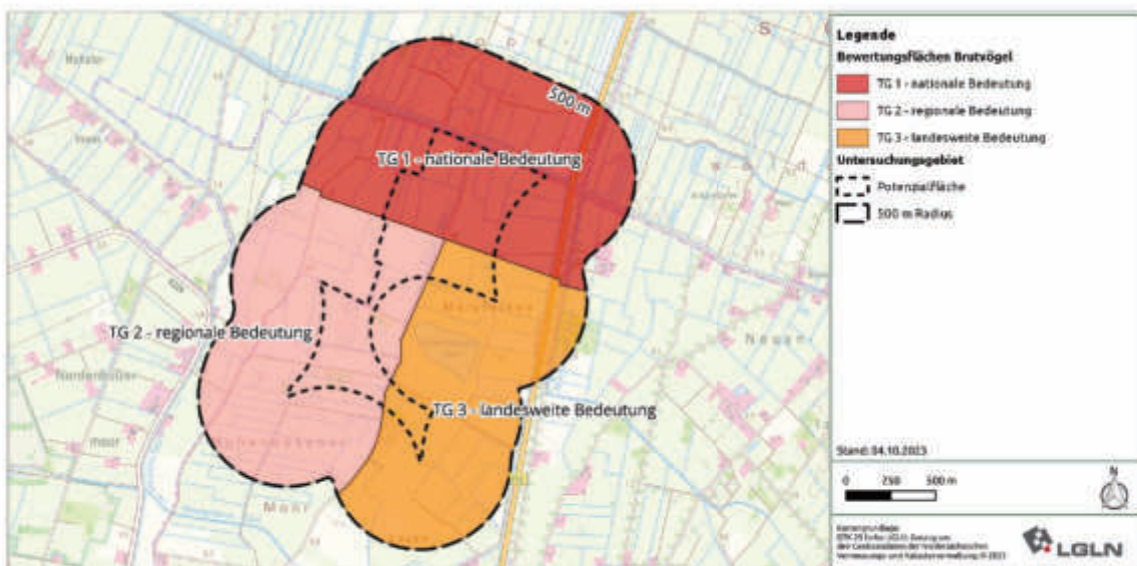 500 m
TG 1 - nationale Bedeutung
TG 2 - regionale Bedeutung
TG 3 - landesweite Bedeutung
Moor
moor
Legende
Bewertungsflächen Brutvögel
TG 1 - nationale Bedeutung
TG 2 - regionale Bedeutung
TG 3 - landesweite Bedeutung
Untersuchungsgebiet
Potenzialfläche
500 m Radius
Stand: 04.10.2023
0 250 500 m
N
LGLN